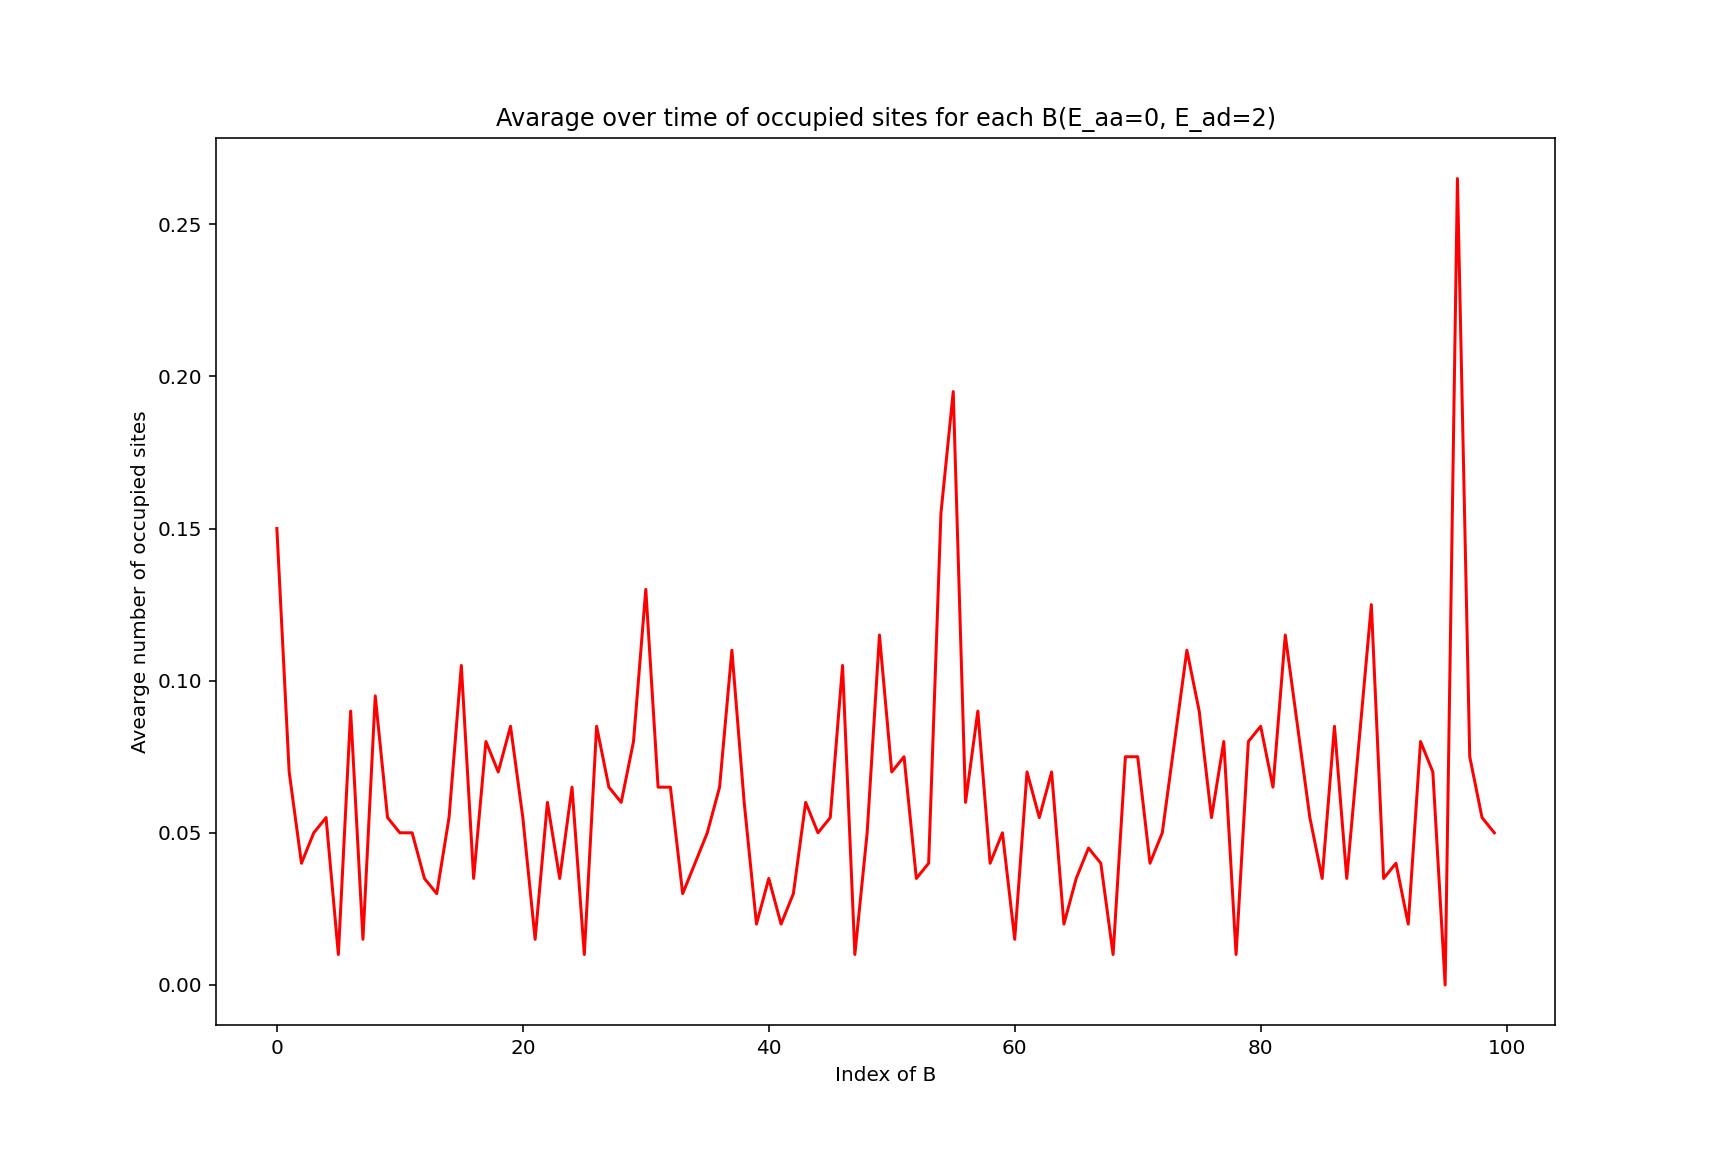 Avarage over time of occupied sites for each B(E_aa=0, E_ad=2)
Avearge number of occupied sites
0.25
0.20
0.15
0.10
0.05
0.00
0 20 40 60 80 100
Index of B